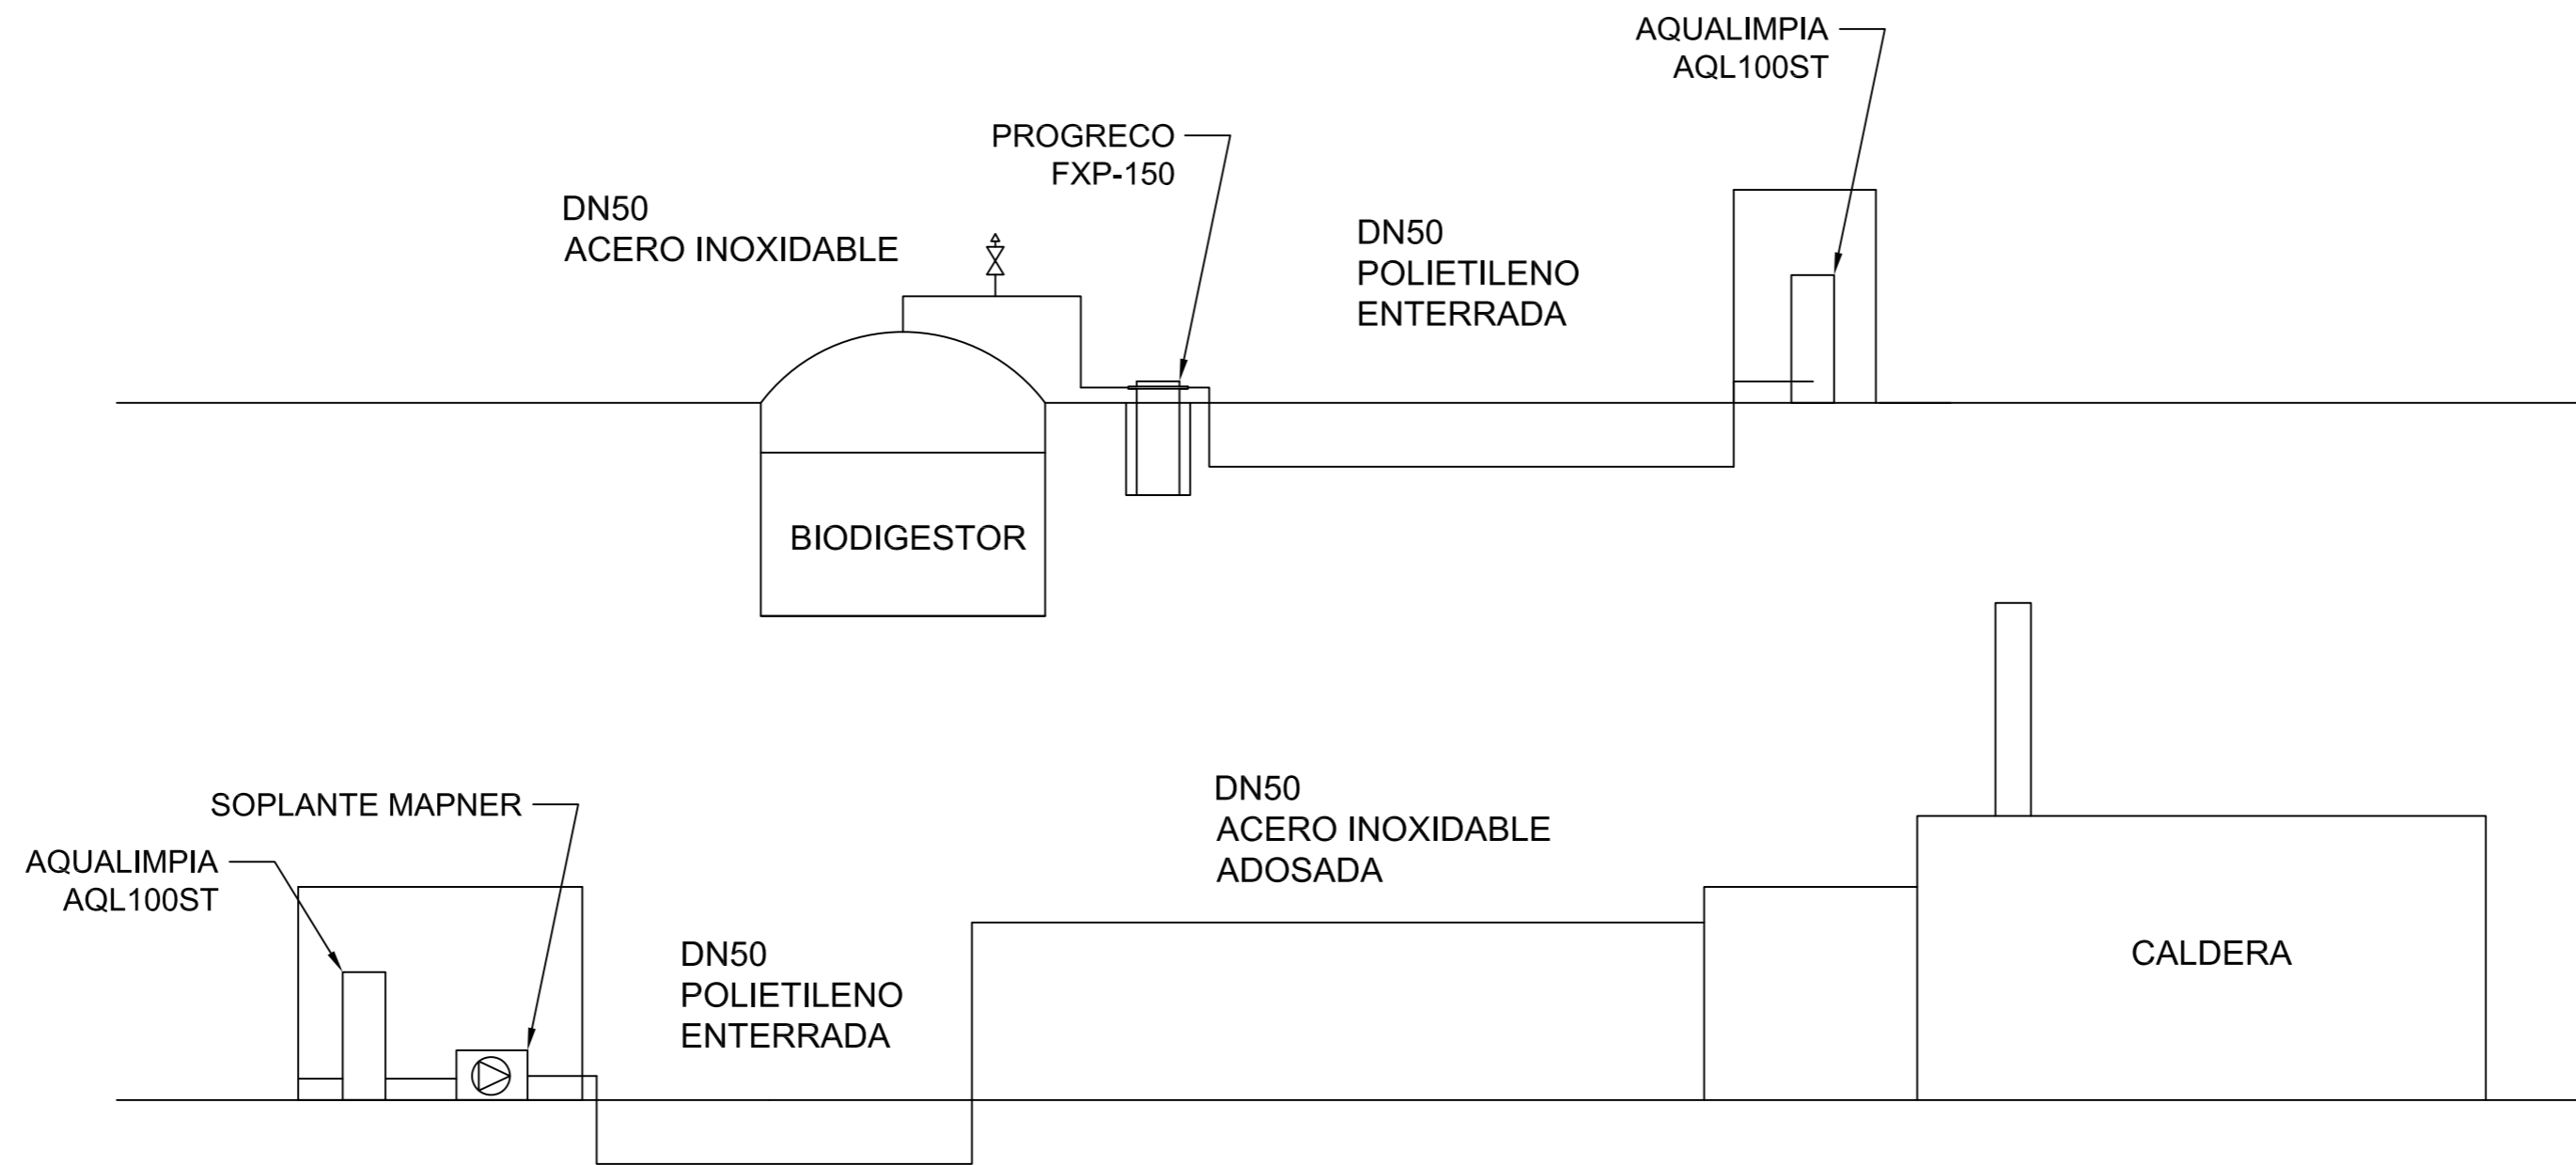 AQUALIMPIA
AQL100ST
PROGRECO
FXP-150
DN50
ACERO INOXIDABLE
DN50
POLIETILENO
ENTERRADA
BIODIGESTOR
SOPLANTE MAPNER
AQUALIMPIA
AQL100ST
DN50
POLIETILENO
ENTERRADA
DN50
ACERO INOXIDABLE
ADOSADA
CALDERA